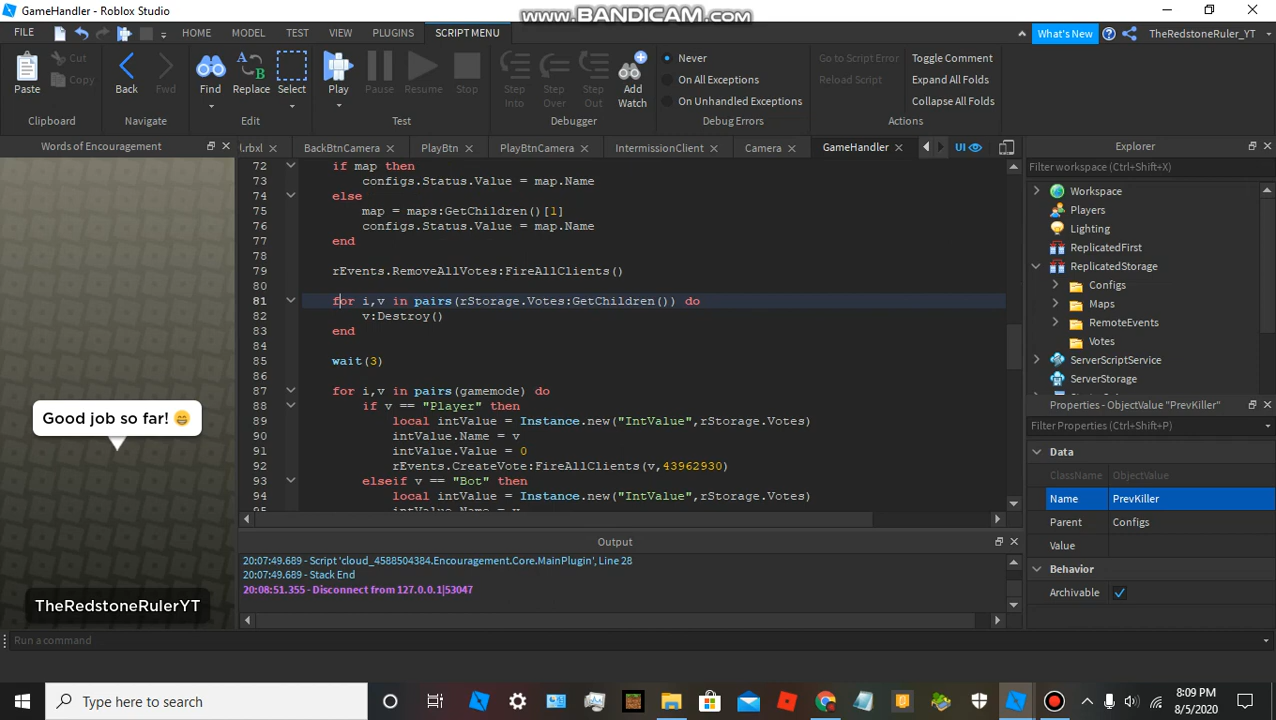 GameHandler - Roblox Studio
www.BANDICAM.com
FILE
HOME
MODEL
TEST
VIEW
PLUGINS
SCRIPT MENU
What's New
TheRedstoneRuler_YT
Paste
Cut
Copy
Back
Fwd
Find
Replace
Select
Play
Pause
Resume
Stop
Step Into
Step Over
Step Out
Add Watch
Never
On All Exceptions
On Unhandled Exceptions
Go to Script Error
Reload Script
Toggle Comment
Expand All Folds
Collapse All Folds
Clipboard
Navigate
Edit
Test
Debugger
Debug Errors
Actions
Words of Encouragement
l.rbxl
BackBtnCamera
PlayBtn
PlayBtnCamera
IntermissionClient
Camera
GameHandler
UI
72 if map then
73 configs.Status.Value = map.Name
74 else
75 map = maps:GetChildren()[1]
76 configs.Status.Value = map.Name
77 end
78
79 rEvents.RemoveAllVotes:FireAllClients()
80
81 for i,v in pairs(rStorage.Votes:GetChildren()) do
82 v:Destroy()
83 end
84
85 wait(3)
86
87 for i,v in pairs(gamemode) do
88 if v == "Player" then
89 local intValue = Instance.new("IntValue",rStorage.Votes)
90 intValue.Name = v
91 intValue.Value = 0
92 rEvents.CreateVote:FireAllClients(v,43962930)
93 elseif v == "Bot" then
94 local intValue = Instance.new("IntValue",rStorage.Votes)
Good job so far! 😁
TheRedstoneRulerYT
Output
20:07:49.689 - Script 'cloud_4588504384.Encouragement.Core.MainPlugin', Line 28
20:07:49.689 - Stack End
20:08:51.355 - Disconnect from 127.0.0.1|53047
Explorer
Filter workspace (Ctrl+Shift+X)
Workspace
Players
Lighting
ReplicatedFirst
ReplicatedStorage
Configs
Maps
RemoteEvents
Votes
ServerScriptService
ServerStorage
Properties - ObjectValue "PrevKiller"
Filter Properties (Ctrl+Shift+P)
Data
ClassName ObjectValue
Name PrevKiller
Parent Configs
Value
Behavior
Archivable
Run a command
Type here to search
8:09 PM
8/5/2020